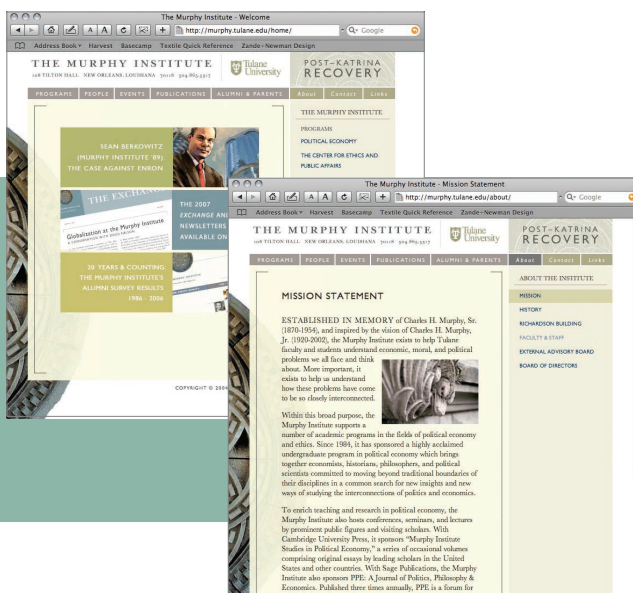 The Murphy Institute - Welcome
http://murphy.tulane.edu/home/
Google
Address Book Harvest Basecamp Textile Quick Reference Zande-Newman Design
THE MURPHY INSTITUTE
108 TILTON HALL NEW ORLEANS, LOUISIANA 70118 504.865.5317
Tulane
University
POST-KATRINA
RECOVERY
PROGRAMS PEOPLE EVENTS PUBLICATIONS ALUMNI & PARENTS About Contact Links
THE MURPHY INSTITUTE
PROGRAMS
POLITICAL ECONOMY
THE CENTER FOR ETHICS AND
PUBLIC AFFAIRS
SEAN BERKOWITZ
(MURPHY INSTITUTE '89)
THE CASE AGAINST ENRON
THE EXCHAN
Globalization at the Murphy Institute
THE 2007
EXCHANGE AN
NEWSLETTERS
AVAILABLE ON
20 YEARS & COUNTING
THE MURPHY INSTITUTE'S
ALUMNI SURVEY RESULTS
1986 - 2006
COPYRIGHT © 2004
The Murphy Institute - Mission Statement
http://murphy.tulane.edu/about/
Google
Address Book Harvest Basecamp Textile Quick Reference Zande-Newman Design
THE MURPHY INSTITUTE
108 TILTON HALL NEW ORLEANS, LOUISIANA 70118 504.865.5317
Tulane
University
POST-KATRINA
RECOVERY
PROGRAMS PEOPLE EVENTS PUBLICATIONS ALUMNI & PARENTS About Contact Links
ABOUT THE INSTITUTE
MISSION
HISTORY
RICHARDSON BUILDING
FACULTY & STAFF
EXTERNAL ADVISORY BOARD
BOARD OF DIRECTORS
MISSION STATEMENT
ESTABLISHED IN MEMORY of Charles H. Murphy, Sr.
(1870-1954), and inspired by the vision of Charles H. Murphy,
Jr. (1920-2002), the Murphy Institute exists to help Tulane
faculty and students understand economic, moral, and political
problems we all face and think
about. More important, it
exists to help us understand
how these problems have come
to be so closely interconnected.
Within this broad purpose, the
Murphy Institute supports a
number of academic programs in the fields of political economy
and ethics. Since 1984, it has sponsored a highly acclaimed
undergraduate program in political economy which brings
together economists, historians, philosophers, and political
scientists committed to moving beyond traditional boundaries of
their disciplines in a common search for new insights and new
ways of studying the interconnections of politics and economics.
To enrich teaching and research in political economy, the
Murphy Institute also hosts conferences, seminars, and lectures
by prominent public figures and visiting scholars. With
Cambridge University Press, it sponsors "Murphy Institute
Studies in Political Economy," a series of occasional volumes
comprising original essays by leading scholars in the United
States and other countries. With Sage Publications, the Murphy
Institute also sponsors PPE: A Journal of Politics, Philosophy &
Economics. Published three times annually, PPE is a forum for